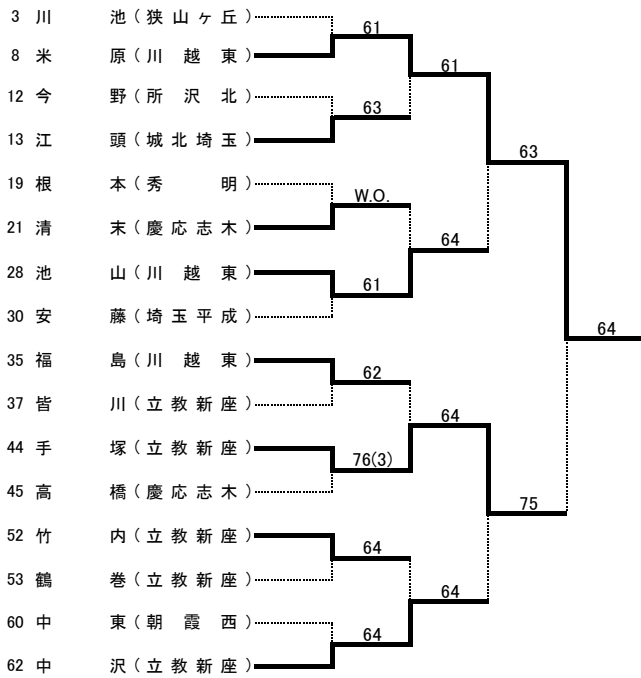 3 川 池 ( 狭 山 ヶ 丘 )
61
8 米 原 ( 川 越 東 )
61
12 今 野 ( 所 沢 北 )
63
13 江 頭 ( 城 北 埼 玉 )
63
19 根 本 ( 秀 明 )
W.O.
21 清 末 ( 慶 応 志 木 )
64
28 池 山 ( 川 越 東 )
61
30 安 藤 ( 埼 玉 平 成 )
64
35 福 島 ( 川 越 東 )
62
37 皆 川 ( 立 教 新 座 )
64
44 手 塚 ( 立 教 新 座 )
76(3)
45 高 橋 ( 慶 応 志 木 )
75
52 竹 内 ( 立 教 新 座 )
64
53 鶴 巻 ( 立 教 新 座 )
64
60 中 東 ( 朝 霞 西 )
64
62 中 沢 ( 立 教 新 座 )